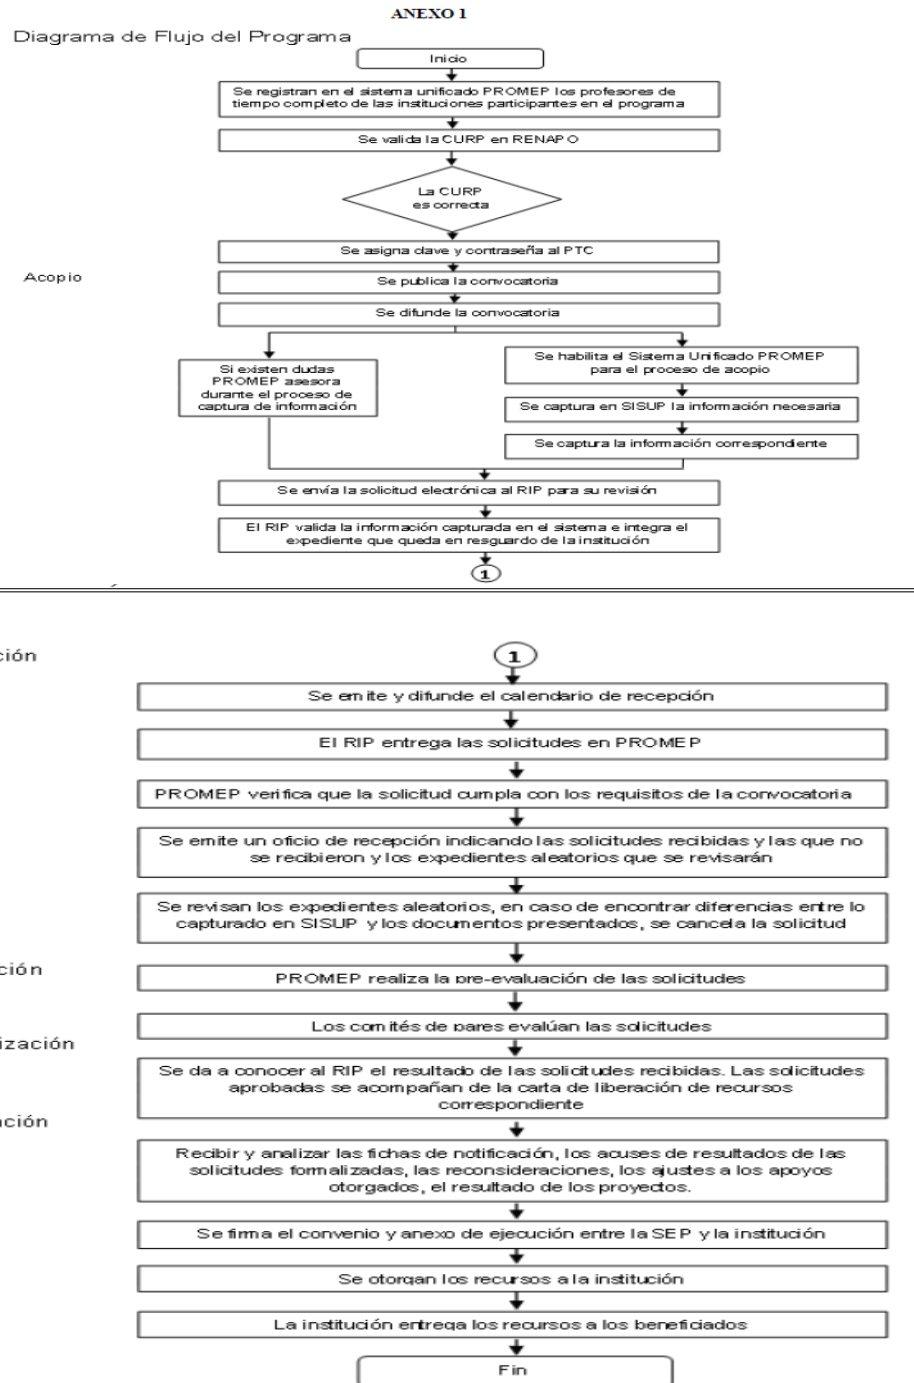 ANEXO 1
Diagrama de Flujo del Programa
Inicio
Se registran en el sistema unificado PROMEP los profesores de
tiempo completo de las instituciones participantes en el programa
Se valida la CURP en RENAPO
La CURP
es correcta
Se asigna clave y contraseña al PTC
Acopio
Se publica la convocatoria
Se difunde la convocatoria
Si existen dudas
PROMEP asesora
durante el proceso de
captura de información
Se habilita el Sistema Unificado PROMEP
para el proceso de acopio
Se captura en SISUP la información necesaria
Se captura la información correspondiente
Se envía la solicitud electrónica al RIP para su revisión
El RIP valida la información capturada en el sistema e integra el
expediente que queda en resguardo de la institución
1
ción
1
Se emite y difunde el calendario de recepción
El RIP entrega las solicitudes en PROMEP
PROMEP verifica que la solicitud cumpla con los requisitos de la convocatoria
Se emite un oficio de recepción indicando las solicitudes recibidas y las que no
se recibieron y los expedientes aleatorios que se revisarán
Se revisan los expedientes aleatorios, en caso de encontrar diferencias entre lo
capturado en SISUP y los documentos presentados, se cancela la solicitud
ción
PROMEP realiza la pre-evaluación de las solicitudes
Los comités de pares evalúan las solicitudes
ización
Se da a conocer al RIP el resultado de las solicitudes recibidas. Las solicitudes
aprobadas se acompañan de la carta de liberación de recursos
correspondiente
ación
Recibir y analizar las fichas de notificación, los acuses de resultados de las
solicitudes formalizadas, las reconsideraciones, los ajustes a los apoyos
otorgados, el resultado de los proyectos.
Se firma el convenio y anexo de ejecución entre la SEP y la institución
Se otorgan los recursos a la institución
La institución entrega los recursos a los beneficiados
Fin